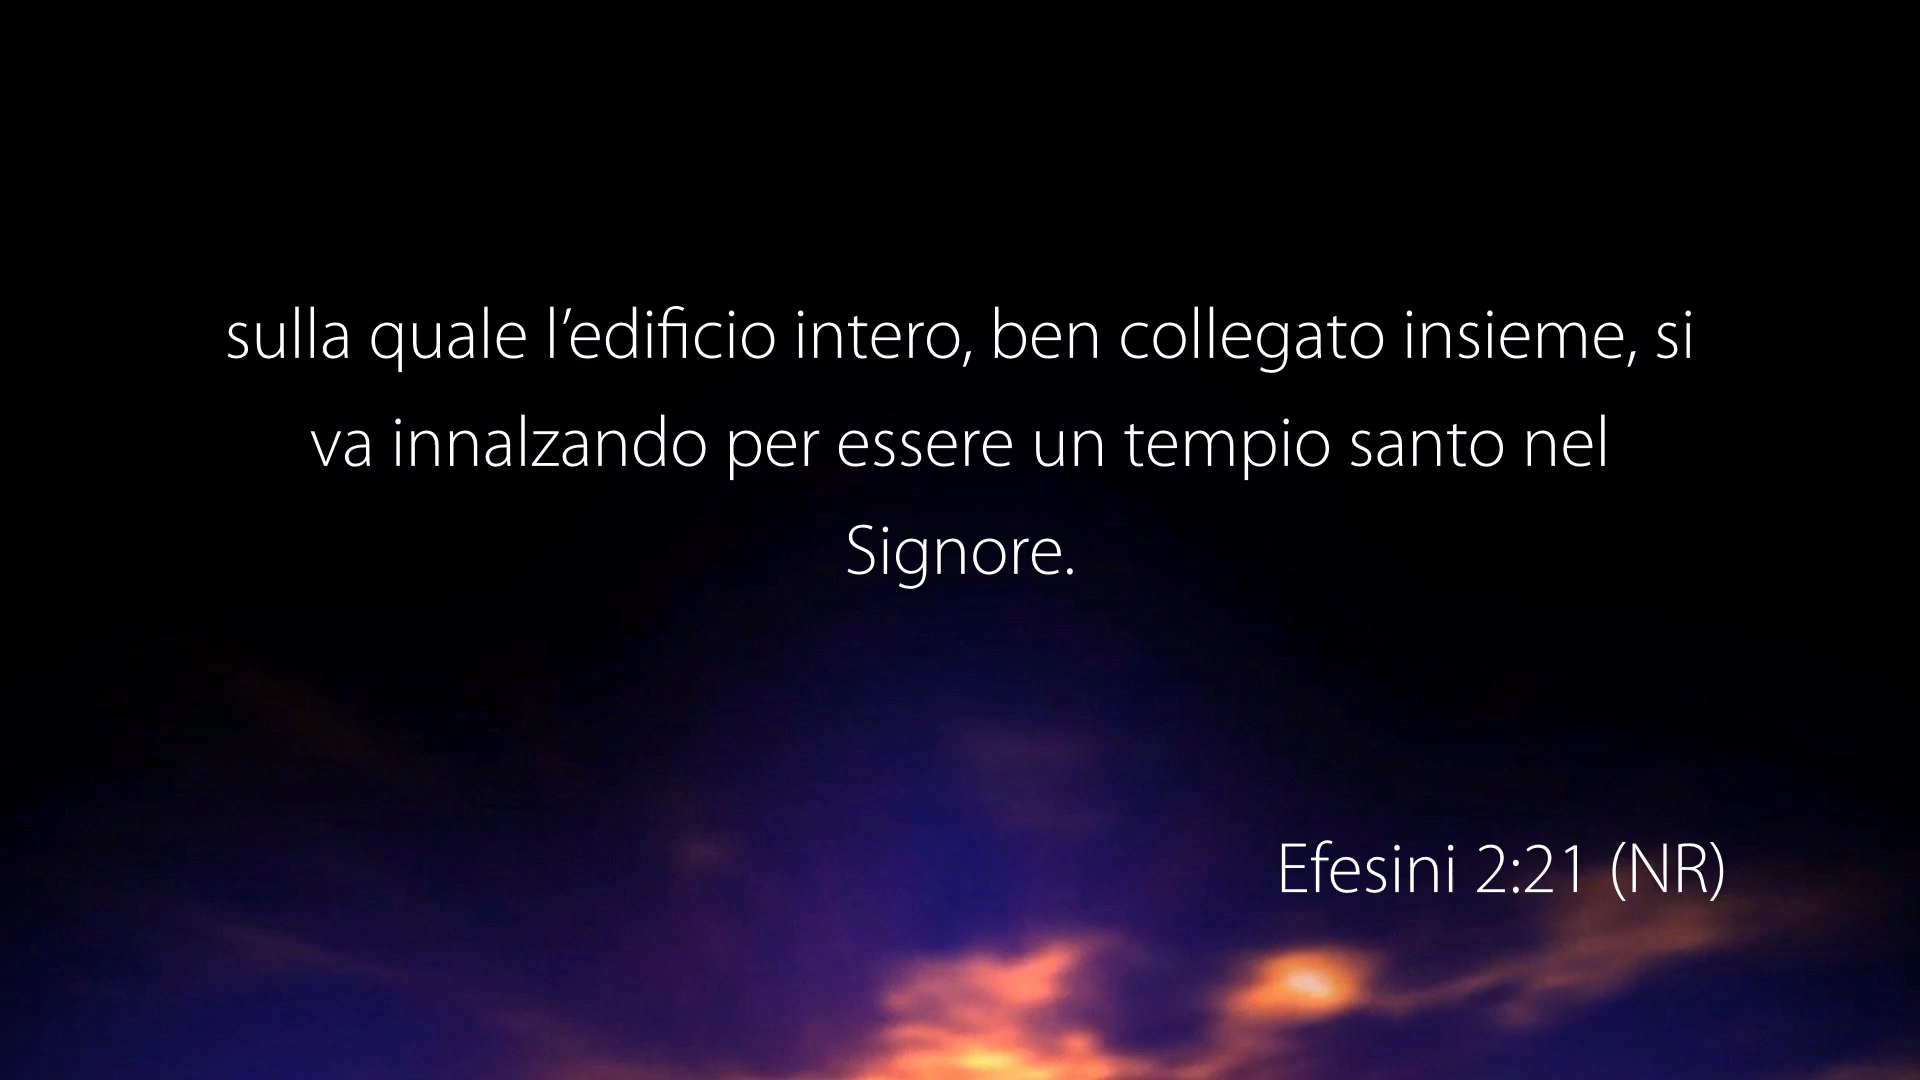 sulla quale l’edificio intero, ben collegato insieme, si
va innalzando per essere un tempio santo nel
Signore.
Efesini 2:21 (NR)